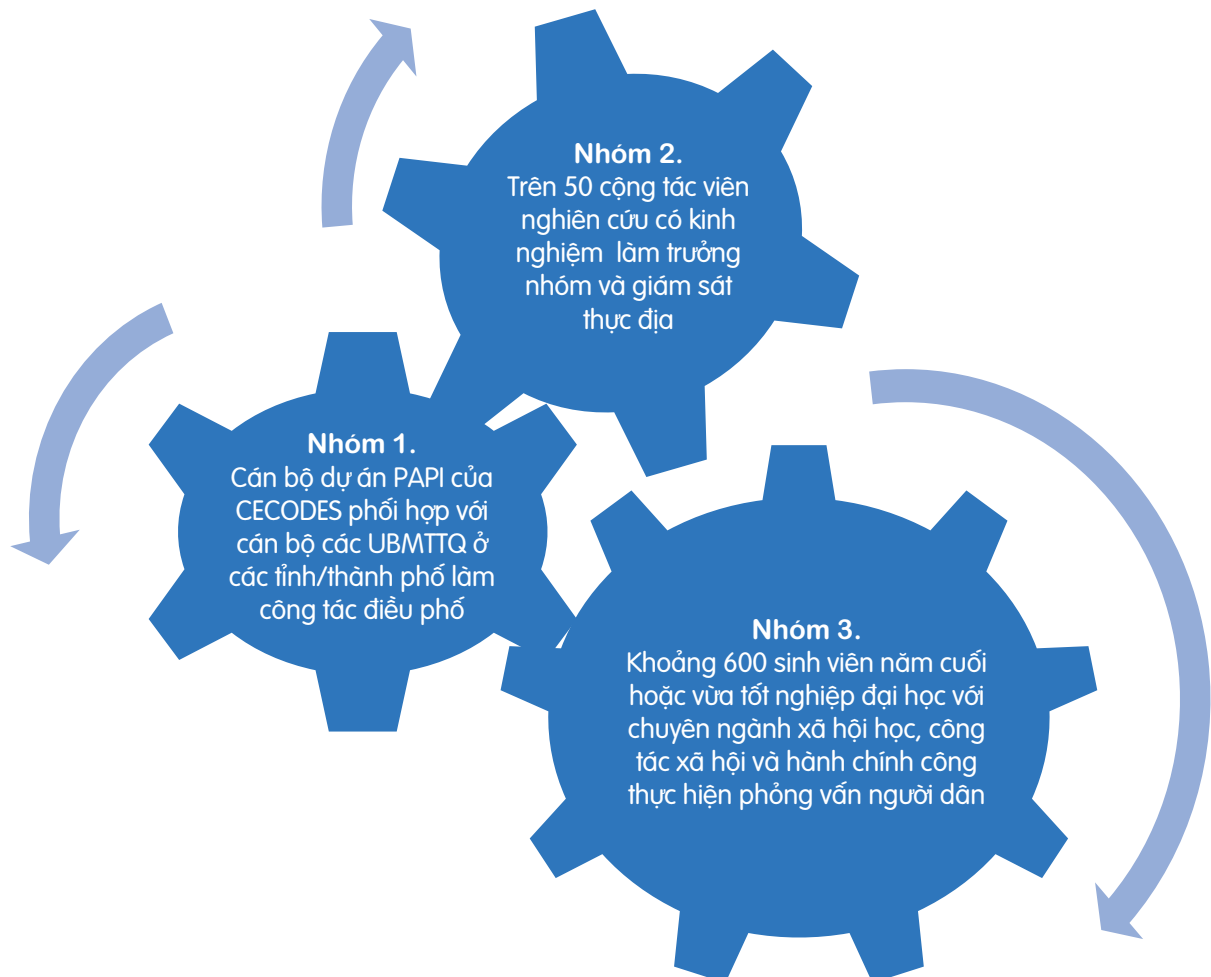 Nhóm 2.
Trên 50 cộng tác viên
nghiên cứu có kinh
nghiệm làm trưởng
nhóm và giám sát
thực địa
Nhóm 1.
Cán bộ dự án PAPI của
CECODES phối hợp với
cán bộ các UBMTTQ ở
các tỉnh/thành phố làm
công tác điều phố
Nhóm 3.
Khoảng 600 sinh viên năm cuối
hoặc vừa tốt nghiệp đại học với
chuyên ngành xã hội học, công
tác xã hội và hành chính công
thực hiện phỏng vấn người dân